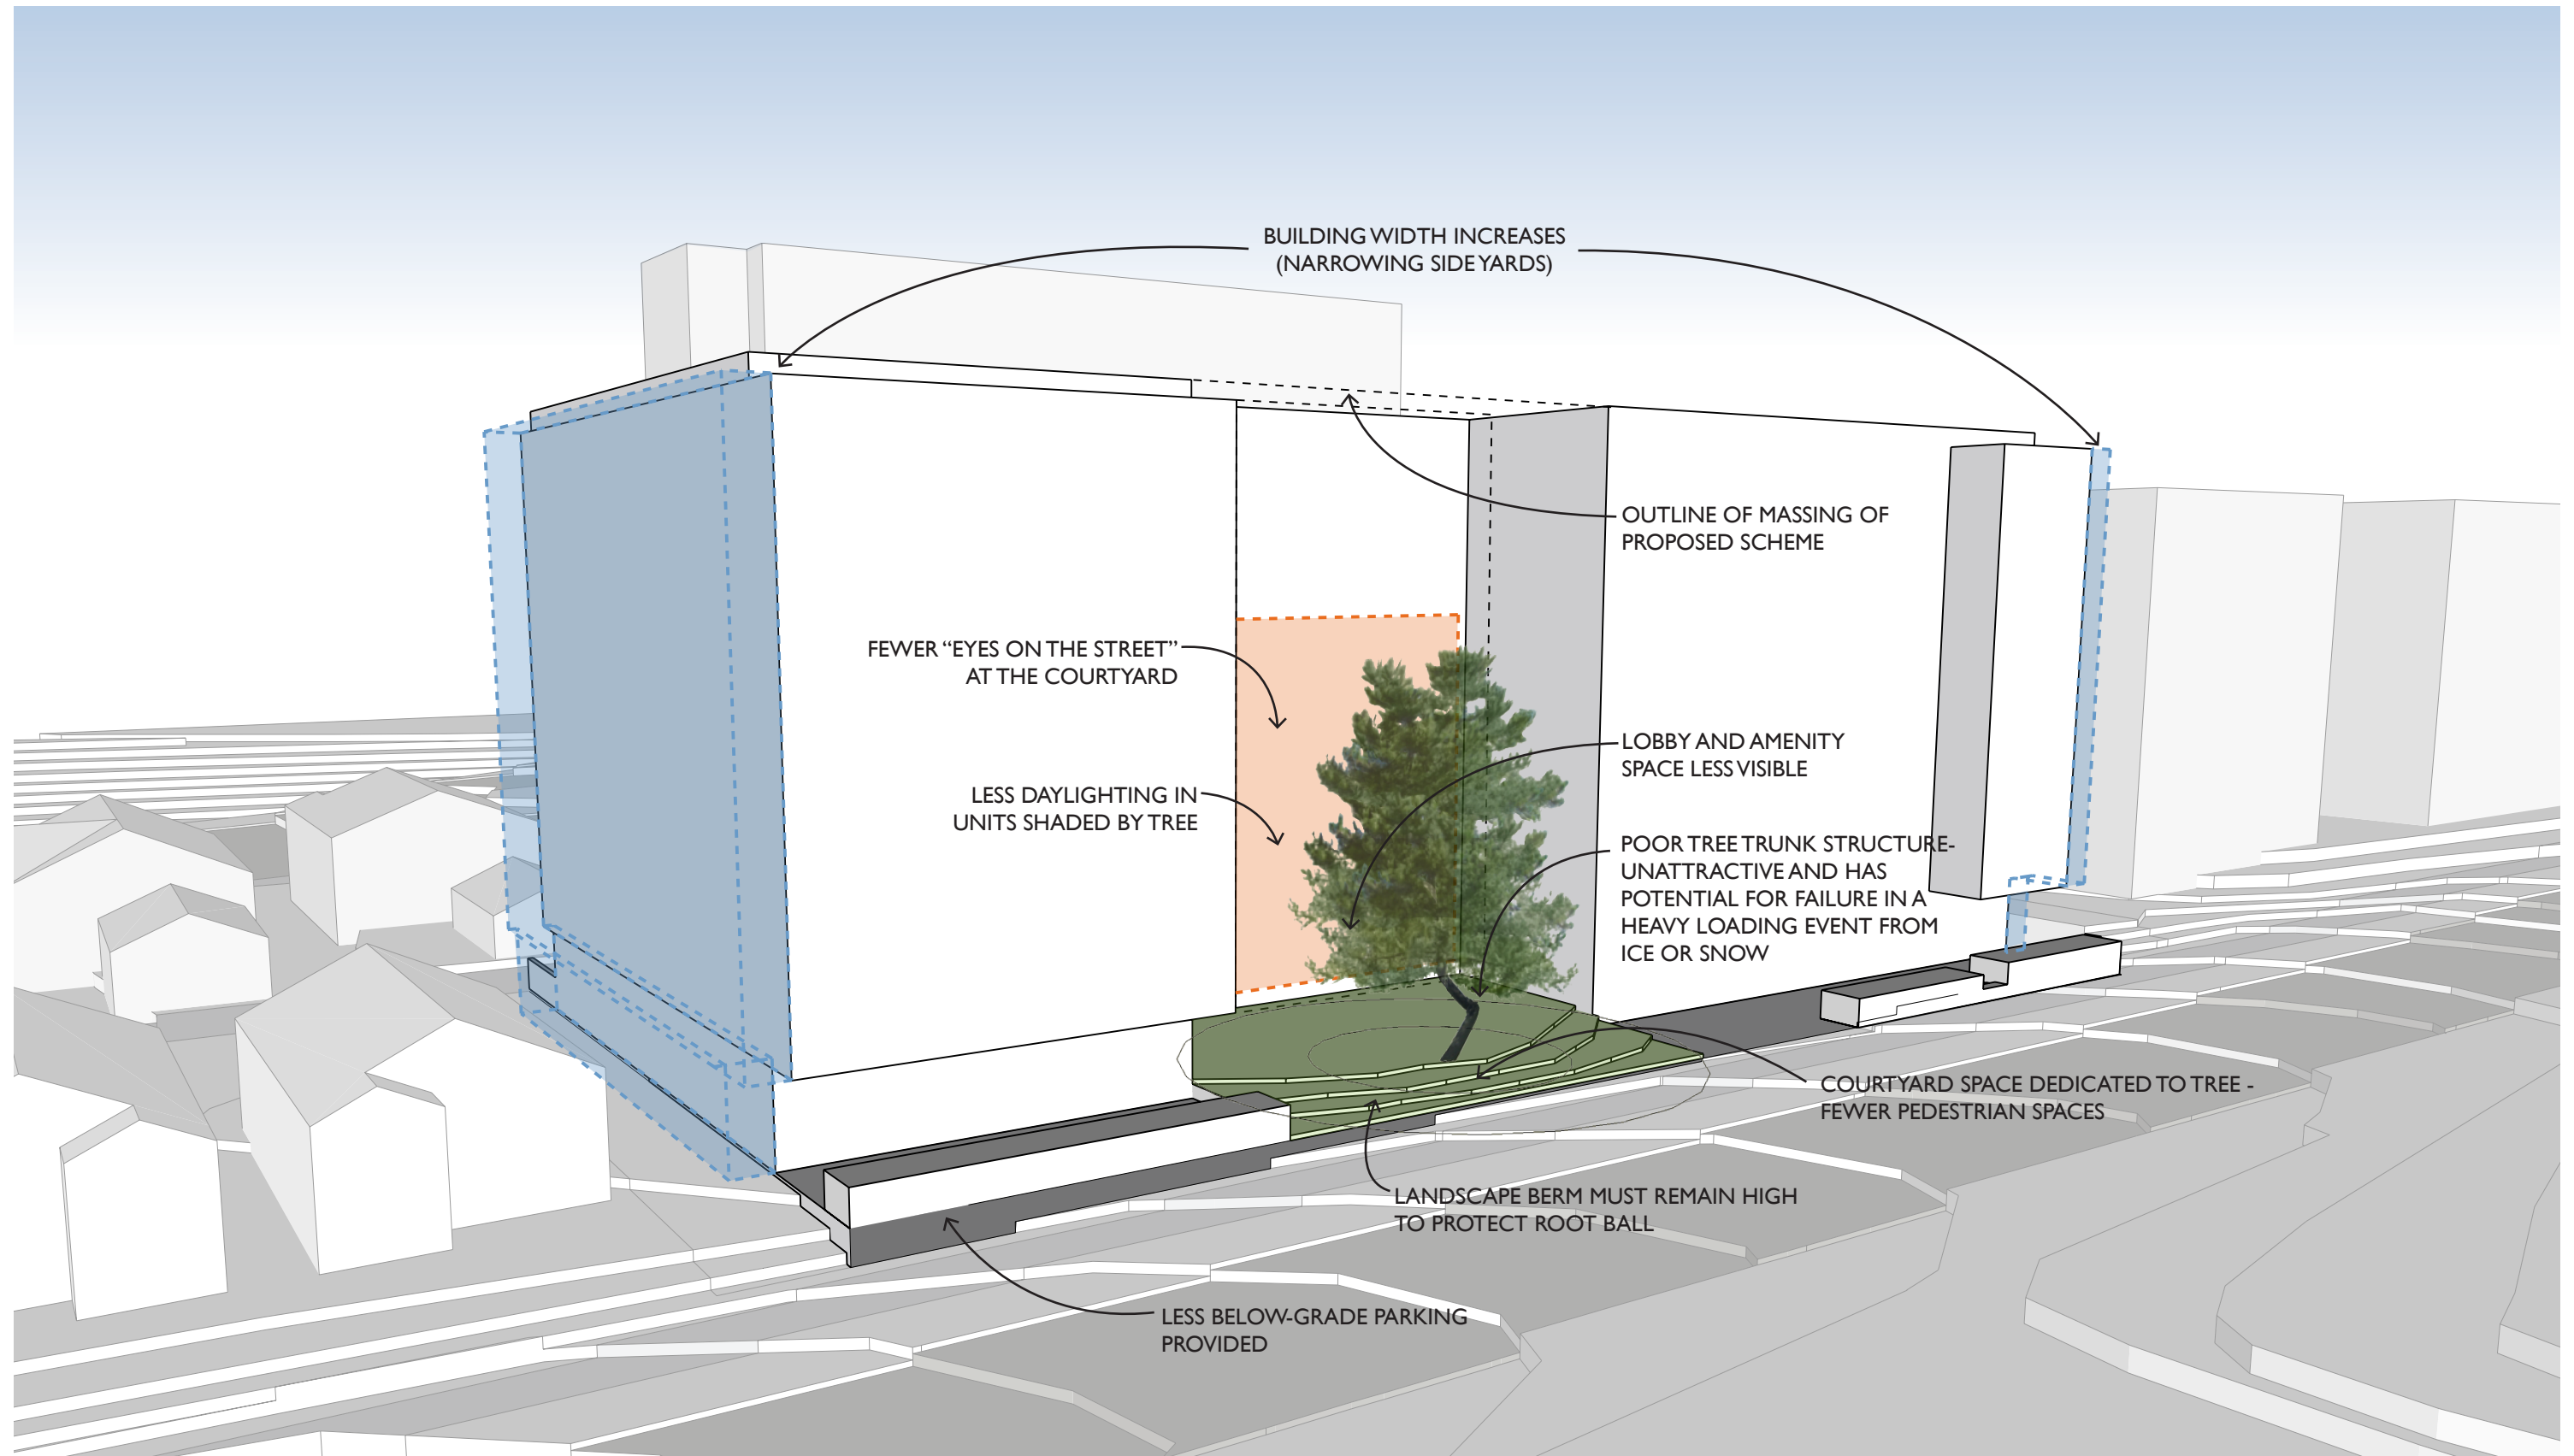 BUILDING WIDTH INCREASES
(NARROWING SIDE YARDS)
OUTLINE OF MASSING OF
PROPOSED SCHEME
FEWER “EYES ON THE STREET”
AT THE COURTYARD
LOBBY AND AMENITY
SPACE LESS VISIBLE
LESS DAYLIGHTING IN
UNITS SHADED BY TREE
POOR TREE TRUNK STRUCTURE-
UNATTRACTIVE AND HAS
POTENTIAL FOR FAILURE IN A
HEAVY LOADING EVENT FROM
ICE OR SNOW
COURTYARD SPACE DEDICATED TO TREE -
FEWER PEDESTRIAN SPACES
LANDSCAPE BERM MUST REMAIN HIGH
TO PROTECT ROOT BALL
LESS BELOW-GRADE PARKING
PROVIDED